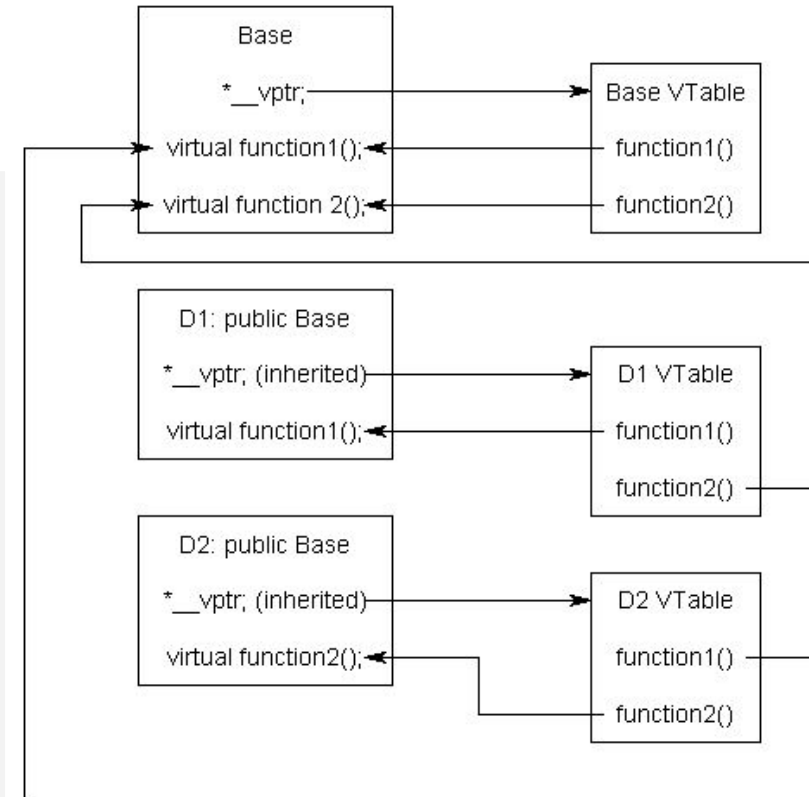 Base
*__vptr;
virtual function1();
virtual function 2();
Base VTable
function1()
function2()
D1: public Base
*__vptr; (inherited)
virtual function1();
D1 VTable
function1()
function2()
D2: public Base
*__vptr; (inherited)
virtual function2();
D2 VTable
function1()
function2()